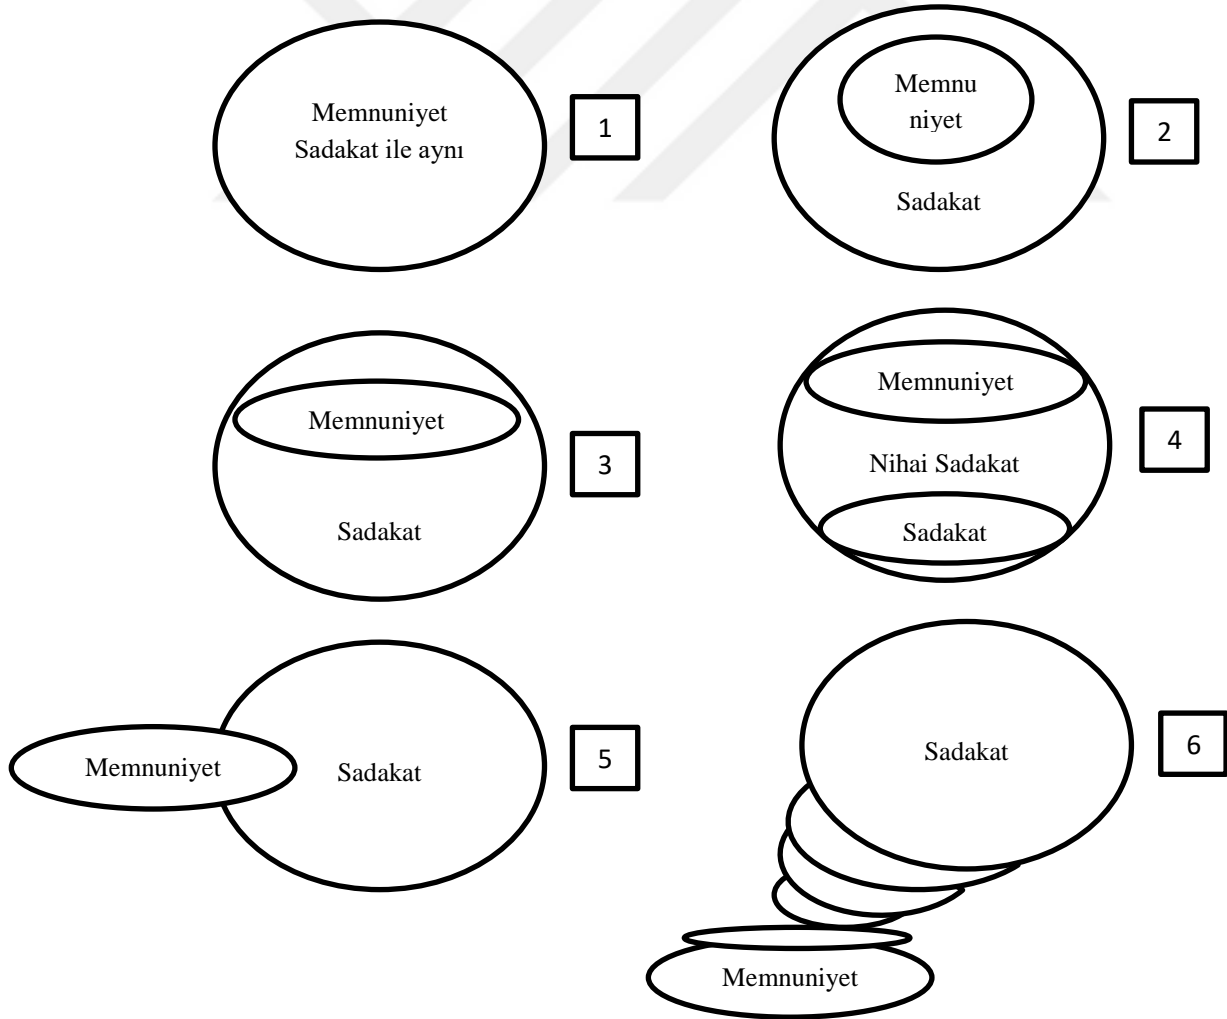 Memnuniyet
Sadakat ile aynı
1
Memnu
niyet
Sadakat
2
Memnuniyet
Sadakat
3
Memnuniyet
Nihai Sadakat
Sadakat
4
Memnuniyet
Sadakat
5
Sadakat
Memnuniyet
6